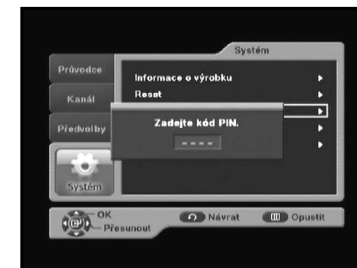 Systém
Průvodce
Informace o výrobku
Kanál
Reset
Předvolby
Zadejte kód PIN.
- - - -
Systém
OK
Přesunout
Návrat
Opustit